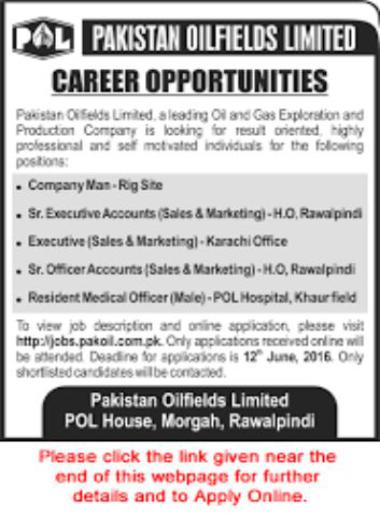 POL PAKISTAN OILFIELDS LIMITED
CAREER OPPORTUNITIES
Pakistan Oilfields Limited, a leading Oil and Gas Exploration and
Production Company is looking for result oriented, highly
professional and self motivated individuals for the following
positions:
• Company Man - Rig Site
• Sr. Executive Accounts (Sales & Marketing) - H.O, Rawalpindi
• Executive (Sales & Marketing) - Karachi Office
• Sr. Officer Accounts (Sales & Marketing) - H.O, Rawalpindi
• Resident Medical Officer (Male) - POL Hospital, Khaur field
To view job description and online application, please visit
http://jobs.pakoil.com.pk. Only applications received online will
be attended. Deadline for applications is 12th June, 2016. Only
shortlisted candidates will be contacted.
Pakistan Oilfields Limited
POL House, Morgah, Rawalpindi
Please click the link given near the
end of this webpage for further
details and to Apply Online.